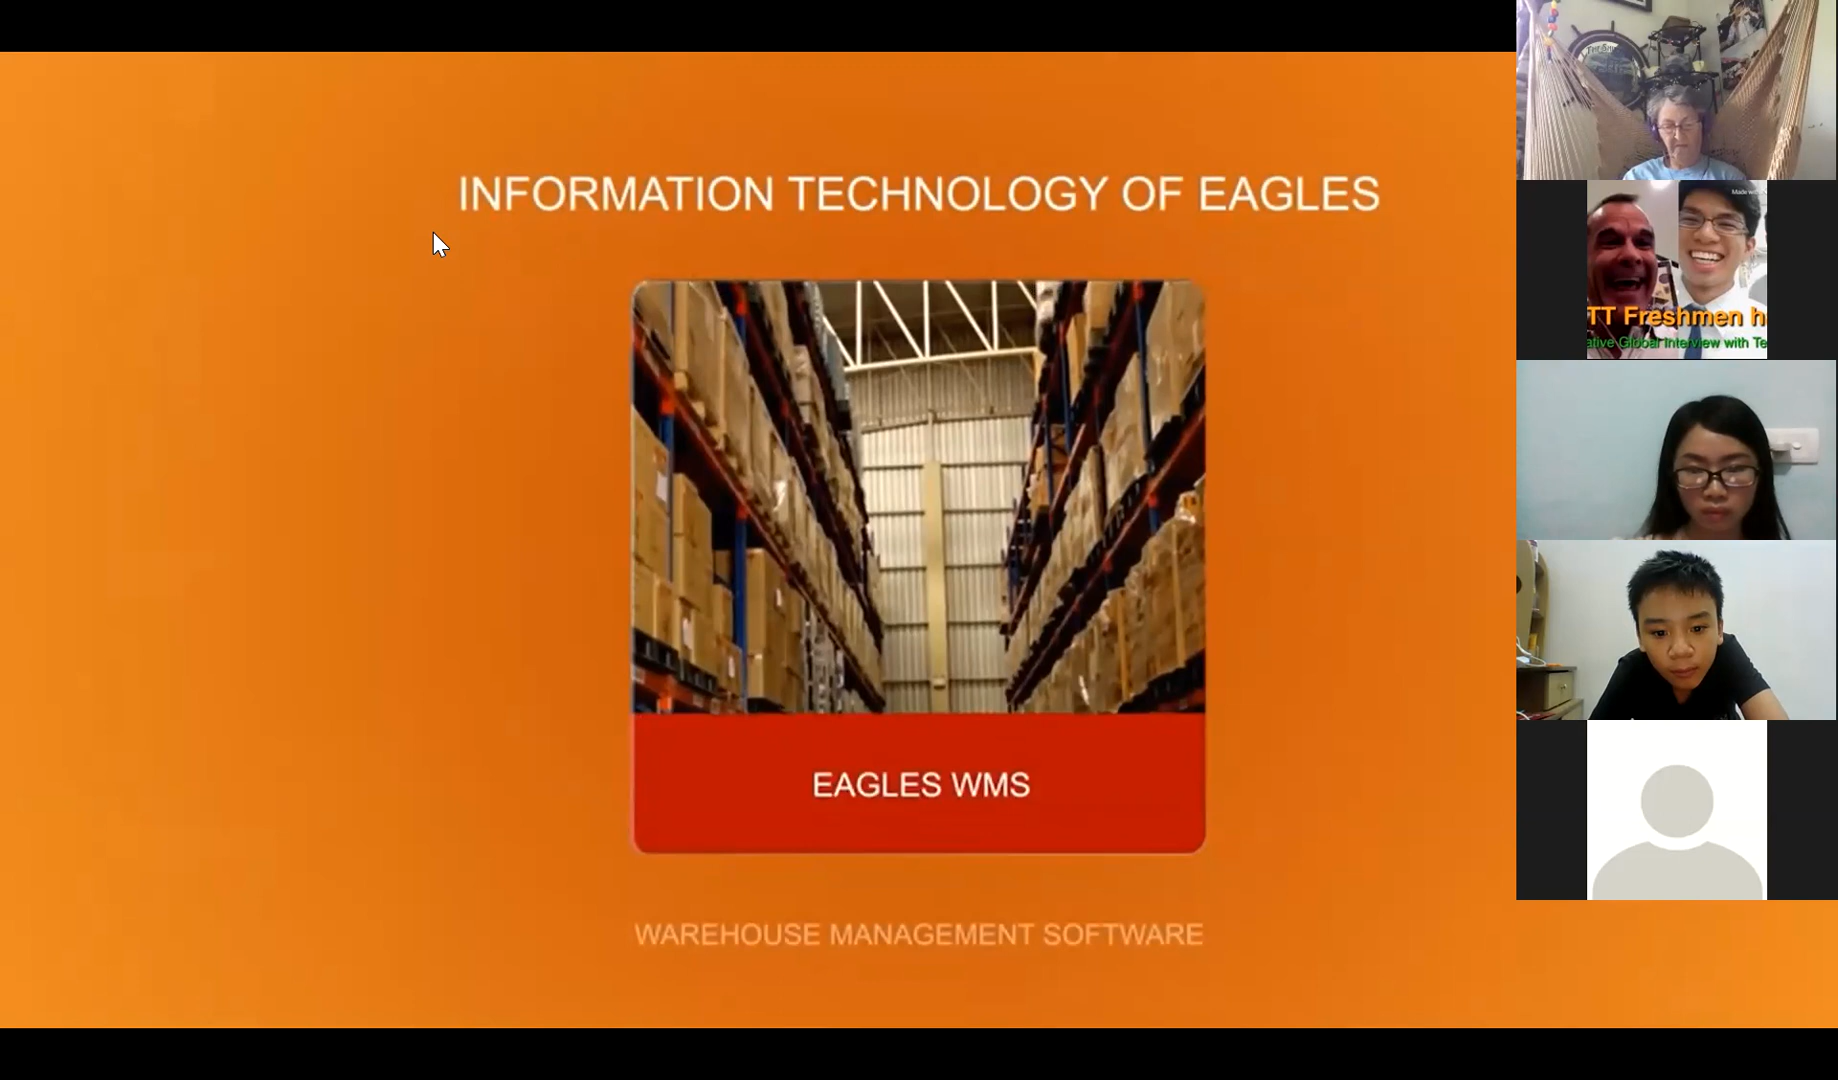 INFORMATION TECHNOLOGY OF EAGLES
EAGLES WMS
WAREHOUSE MANAGEMENT SOFTWARE
TT Freshmen h
ative Global Interview with Te